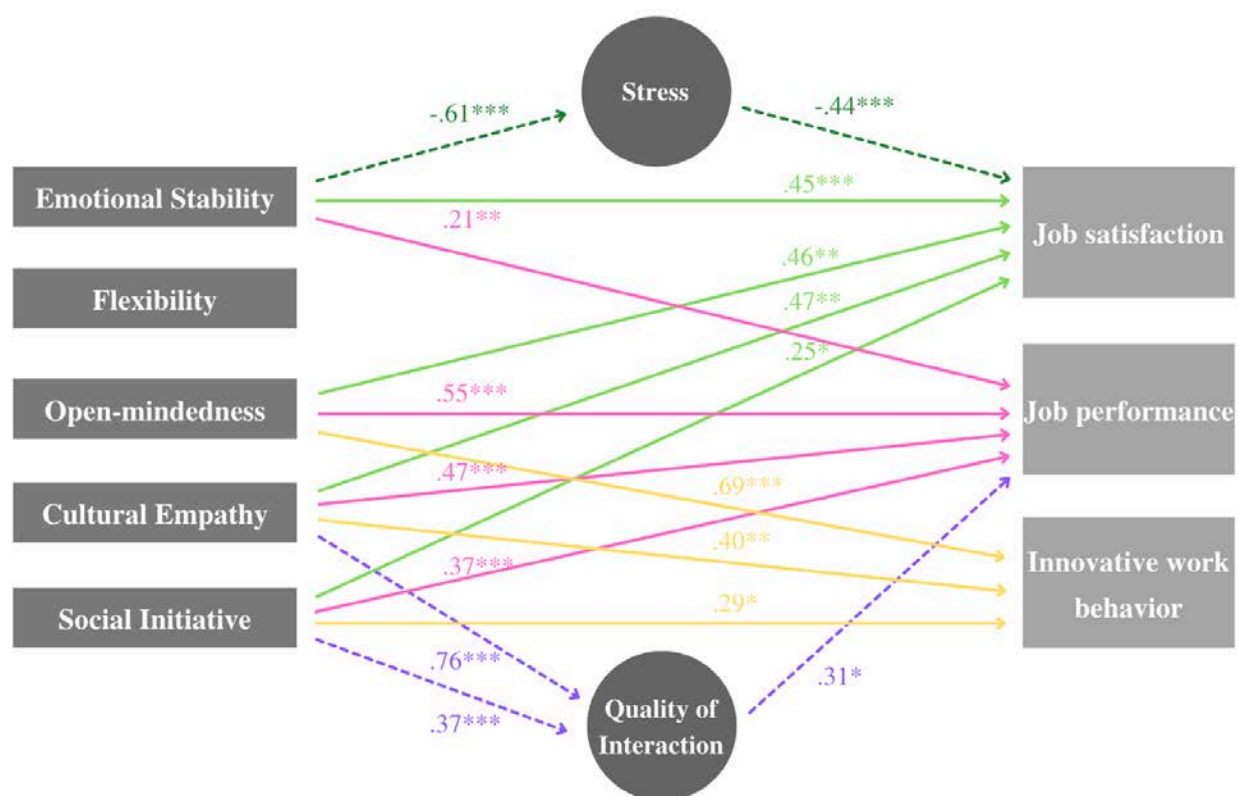 Stress
-.61***
-.44***
Emotional Stability
.45***
.21**
Job satisfaction
.46**
Flexibility
.47**
.25*
Open-mindedness
.55***
Job performance
.47***
Cultural Empathy
.69***
.40**
.37***
Innovative work
behavior
Social Initiative
.29*
.76***
.37***
.31*
Quality of
Interaction